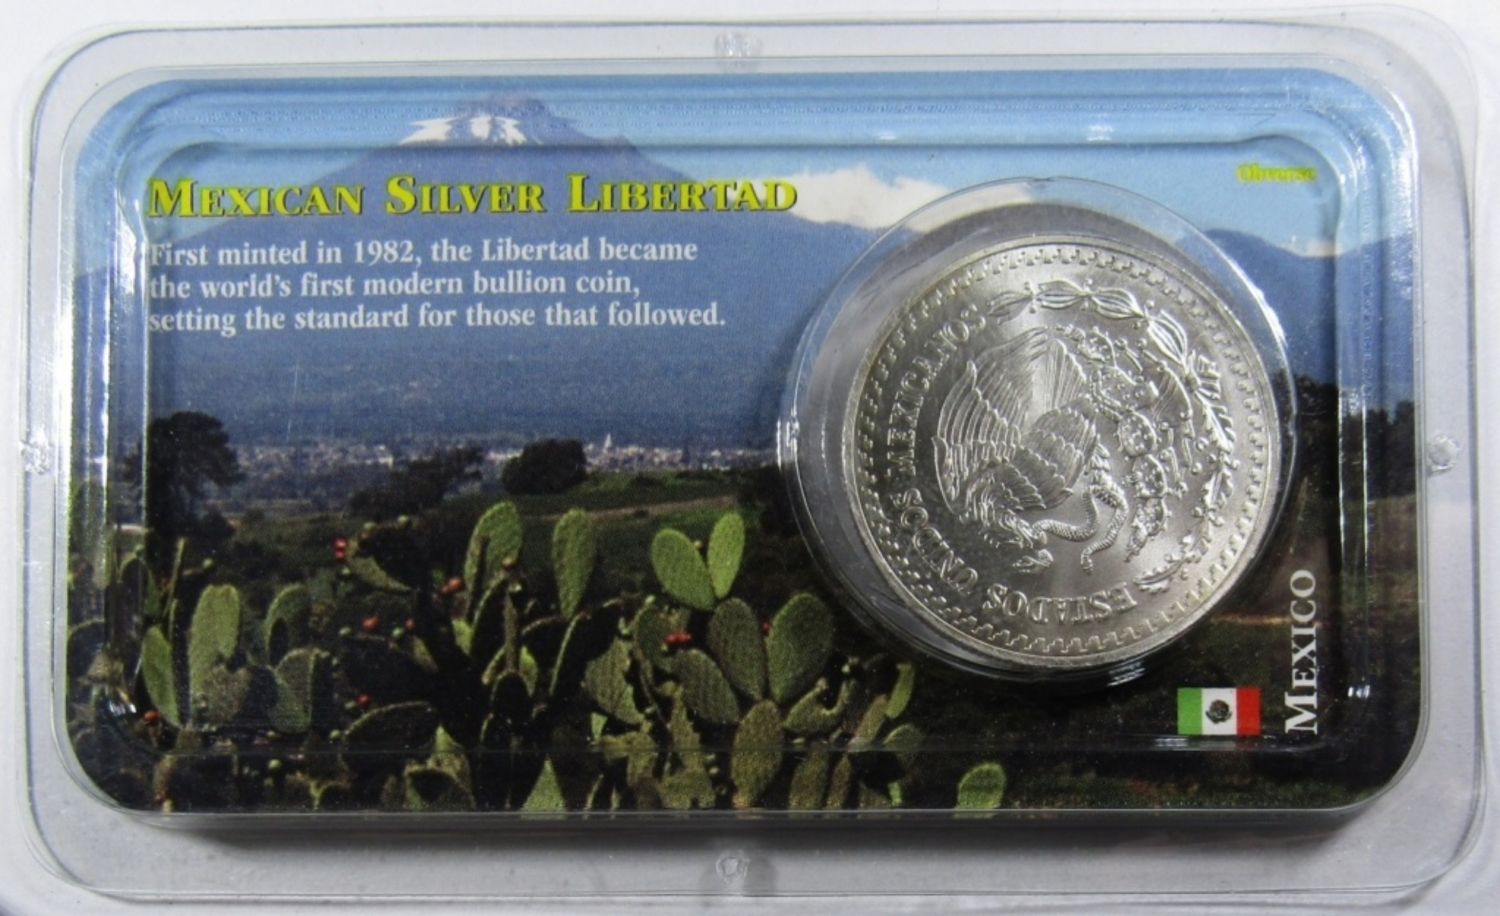 Obverse
MEXICAN SILVER LIBERTAD
First minted in 1982, the Libertad became
the world's first modern bullion coin,
setting the standard for those that followed.
ESTADOS UNIDOS MEXICANOS
MEXICO